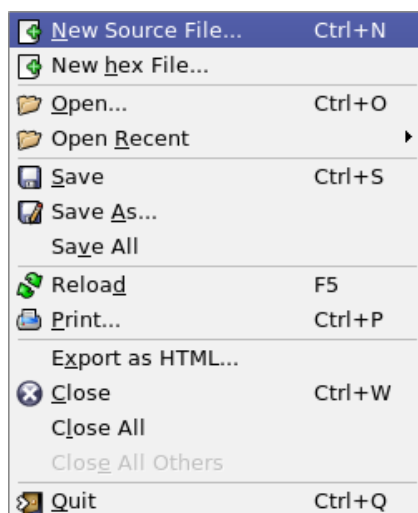 New Source File... Ctrl+N
New hex File...
Open... Ctrl+O
Open Recent
Save Ctrl+S
Save As...
Save All
Reload F5
Print... Ctrl+P
Export as HTML...
Close Ctrl+W
Close All
Close All Others
Quit Ctrl+Q